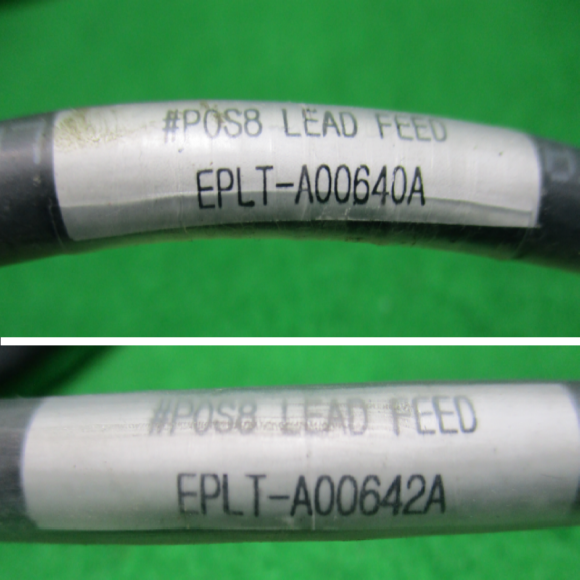 #POS8 LEAD FEED
EPLT-A00640A
#POS8 LEAD FEED
EPLT-A00642A